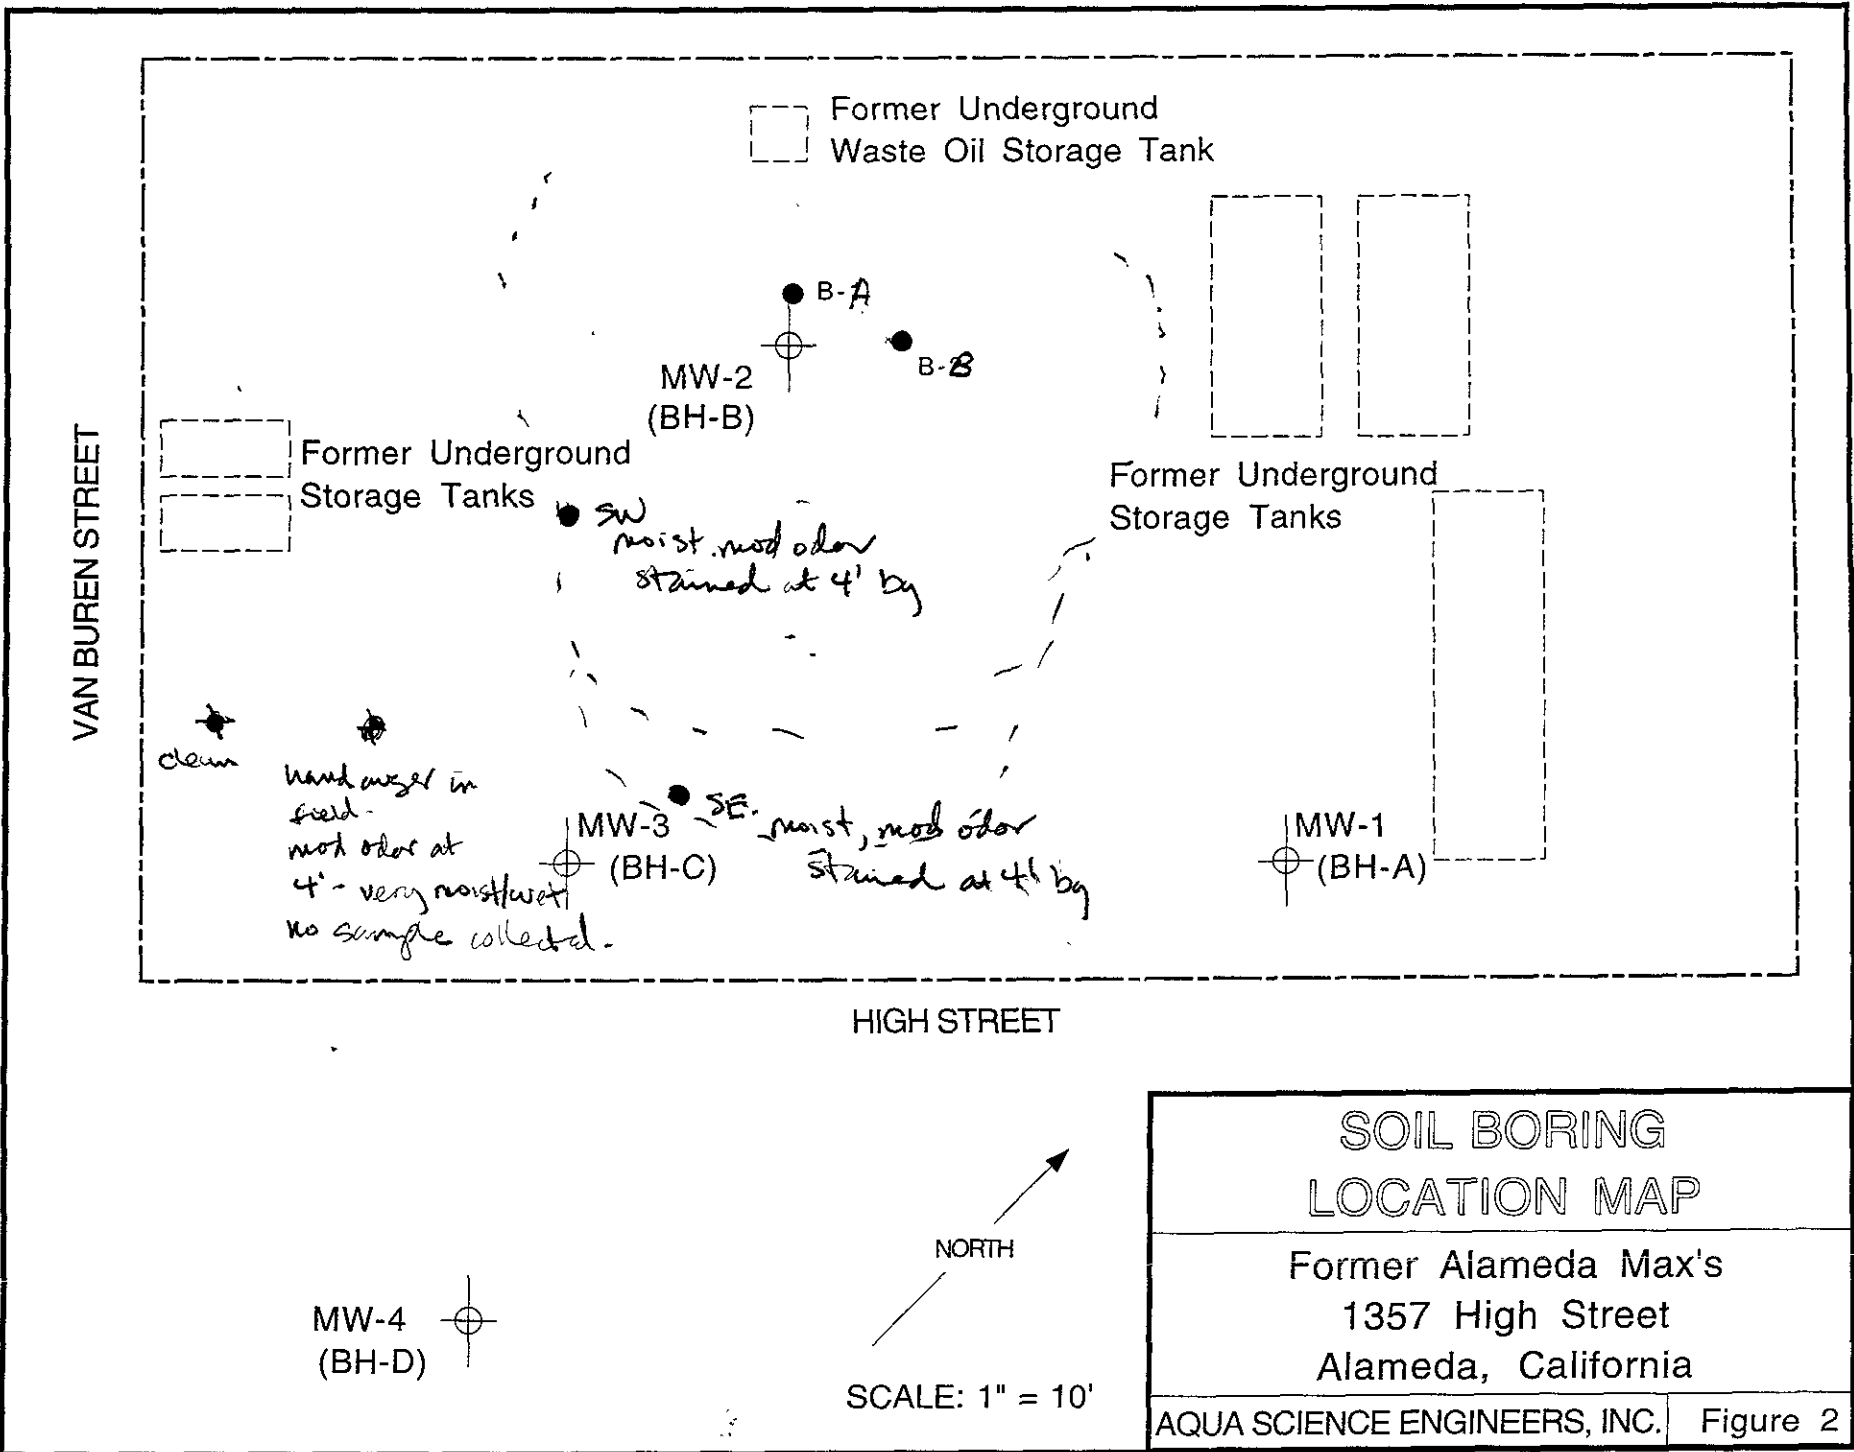 Former Underground
Waste Oil Storage Tank
B-A
B-B
MW-2
(BH-B)
VAN BUREN STREET
Former Underground
Storage Tanks
Former Underground
Storage Tanks
SW
moist, mod odor
stained at 4' bg
clean
hand auger in
field-
mod odor at
4' - very moist/wet
no sample collected.
SE-
moist, mod odor
stained at 4' bg
MW-3
(BH-C)
MW-1
(BH-A)
HIGH STREET
NORTH
MW-4
(BH-D)
SCALE: 1" = 10'
SOIL BORING
LOCATION MAP
Former Alameda Max's
1357 High Street
Alameda, California
AQUA SCIENCE ENGINEERS, INC.
Figure 2